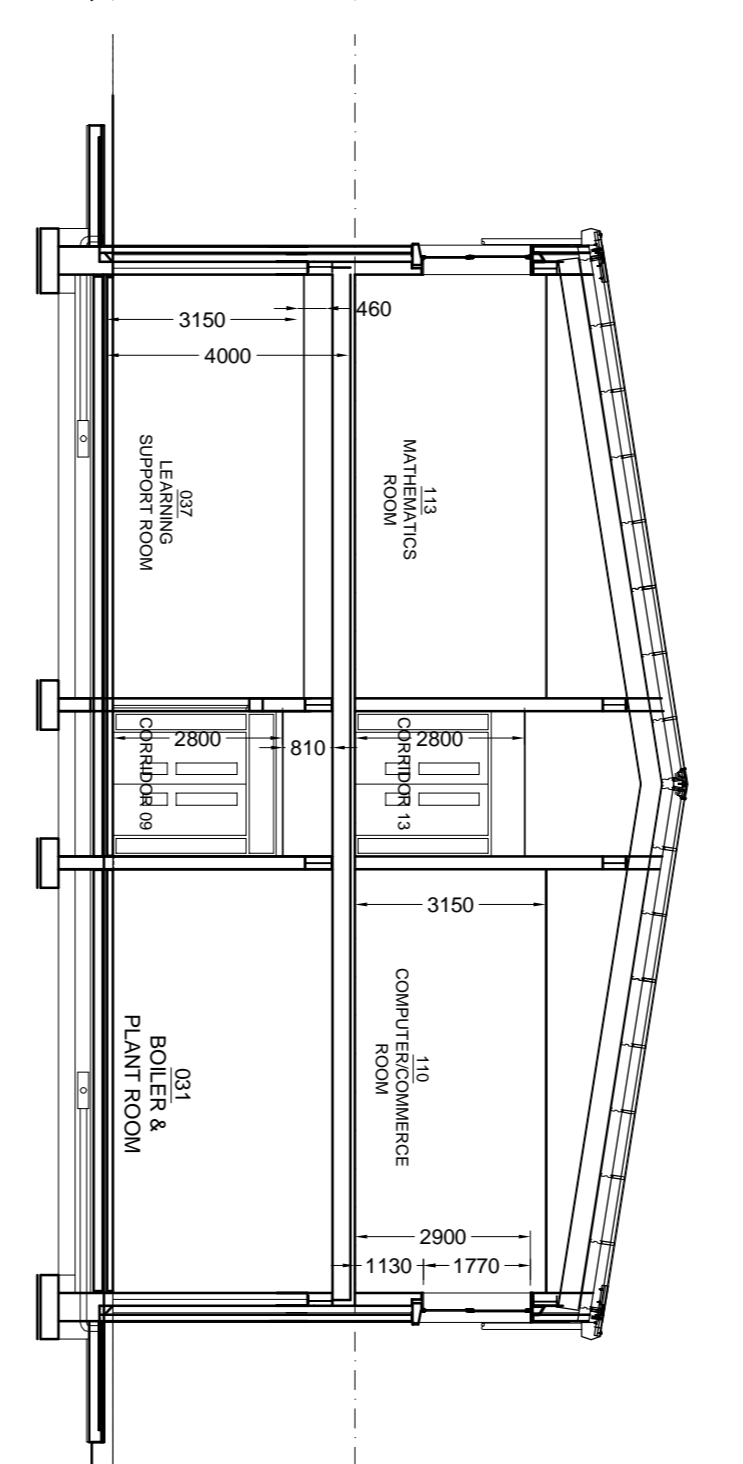 3150
460
4000
037
LEARNING
SUPPORT ROOM
113
MATHEMATICS
ROOM
CORRIDOR 09
2800
810
CORRIDOR 13
2800
3150
031
BOILER &
PLANT ROOM
110
COMPUTER/COMMERCE
ROOM
2900
1130
1770